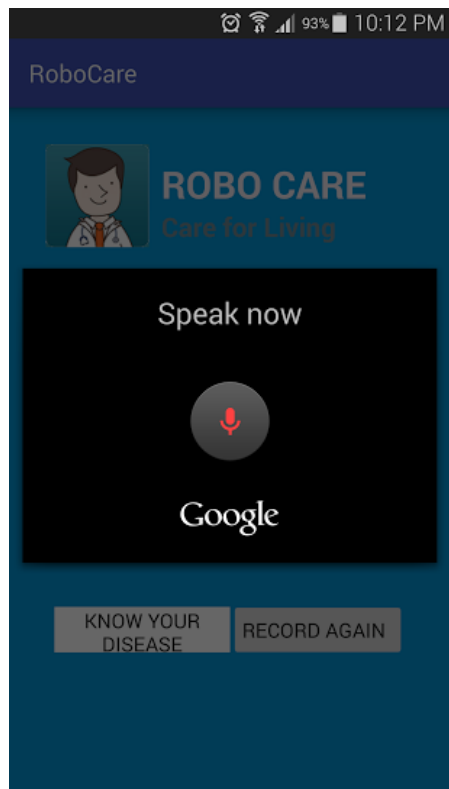 93% 10:12 PM
RoboCare
ROBO CARE
Care for Living
Speak now
Google
KNOW YOUR
DISEASE
RECORD AGAIN